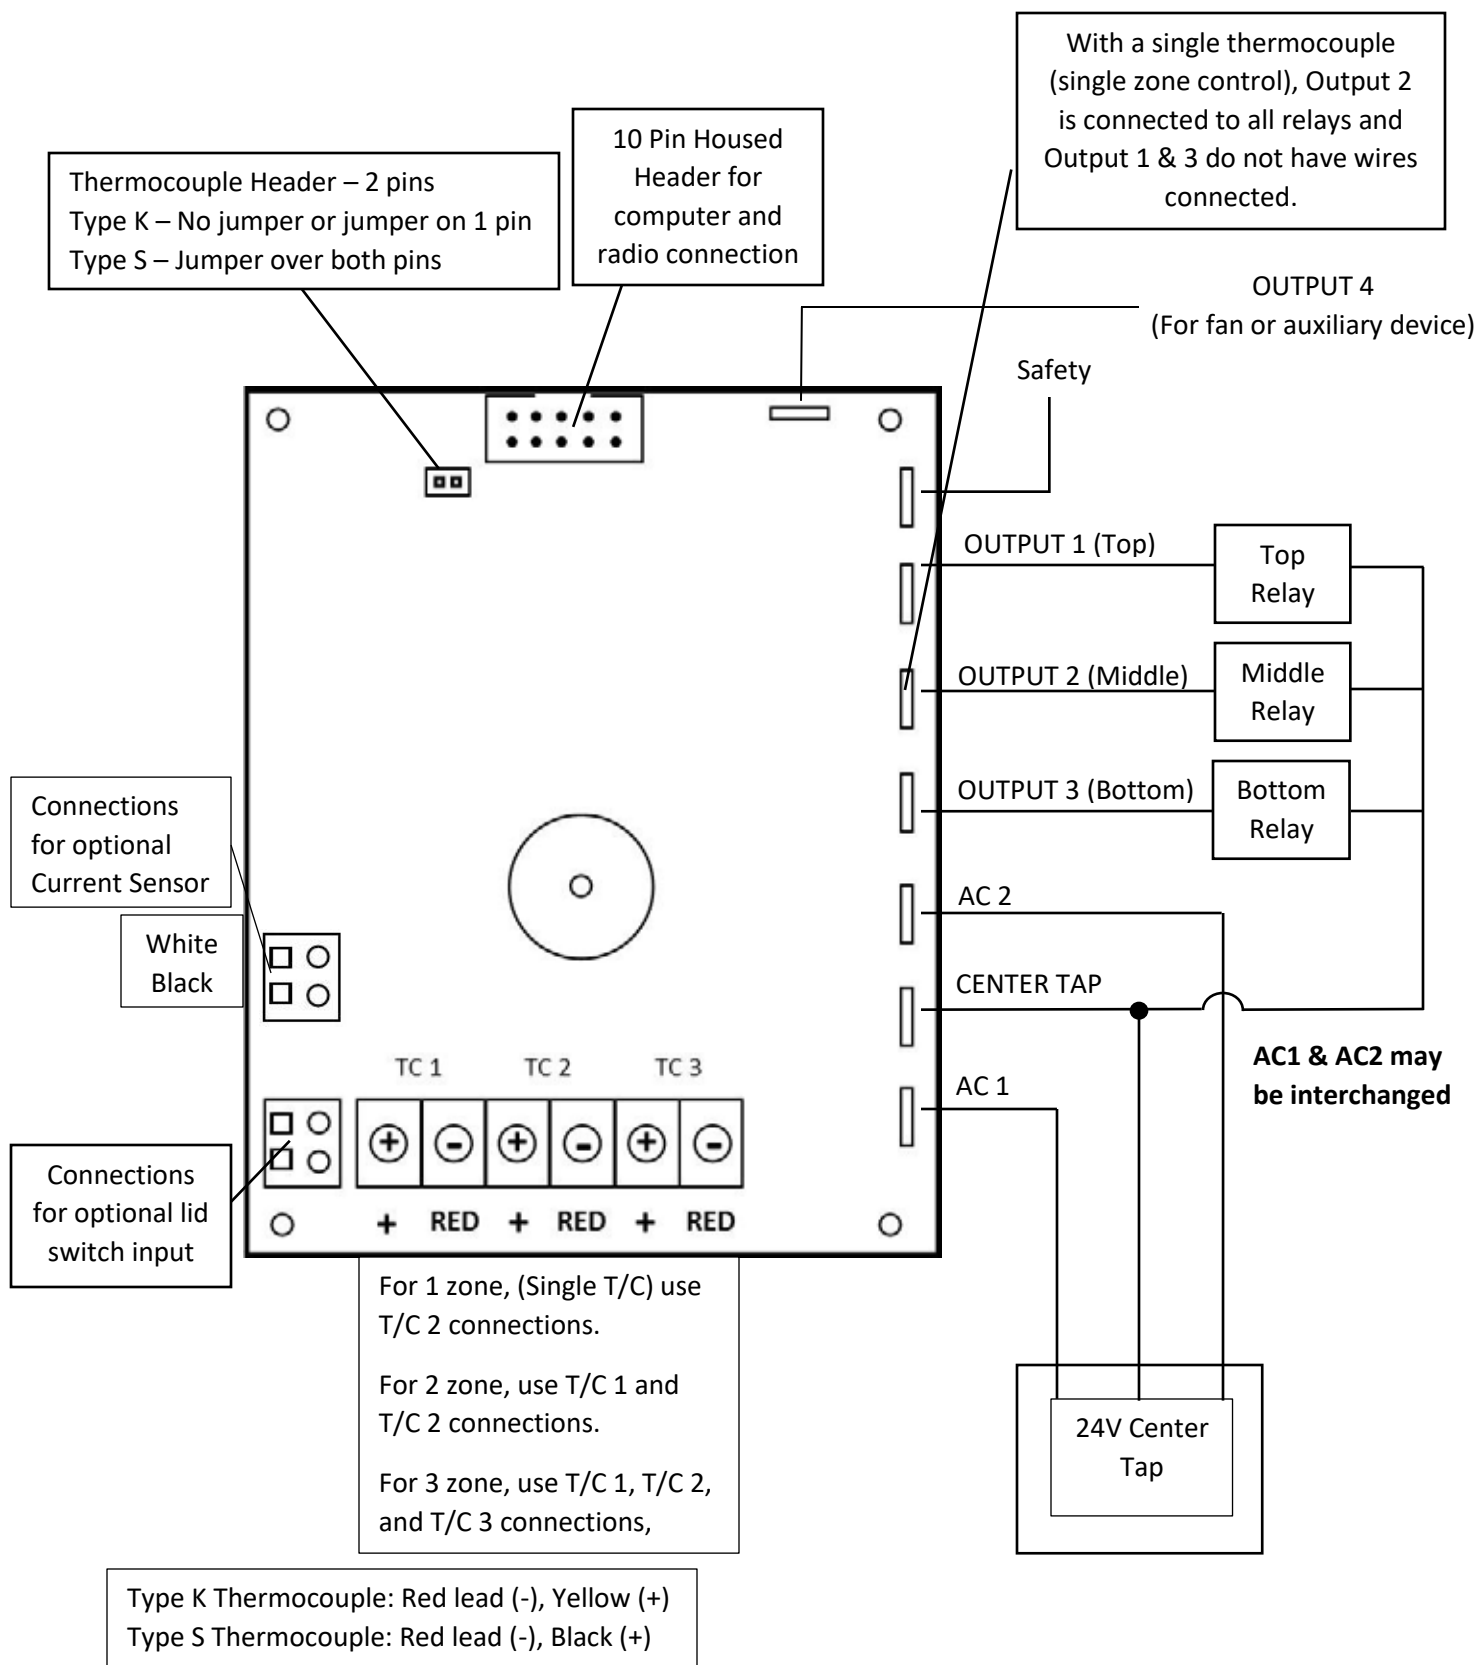 With a single thermocouple
(single zone control), Output 2
is connected to all relays and
Output 1 & 3 do not have wires
connected.
10 Pin Housed
Header for
computer and
radio connection
Thermocouple Header – 2 pins
Type K – No jumper or jumper on 1 pin
Type S – Jumper over both pins
OUTPUT 4
(For fan or auxiliary device)
Safety
OUTPUT 1 (Top)
Top
Relay
OUTPUT 2 (Middle)
Middle
Relay
OUTPUT 3 (Bottom)
Bottom
Relay
Connections
for optional
Current Sensor
White
Black
AC 2
CENTER TAP
AC1 & AC2 may
be interchanged
AC 1
TC 1 TC 2 TC 3
+ - + - + -
+ RED + RED + RED
Connections
for optional lid
switch input
For 1 zone, (Single T/C) use
T/C 2 connections.
For 2 zone, use T/C 1 and
T/C 2 connections.
For 3 zone, use T/C 1, T/C 2,
and T/C 3 connections,
24V Center
Tap
Type K Thermocouple: Red lead (-), Yellow (+)
Type S Thermocouple: Red lead (-), Black (+)